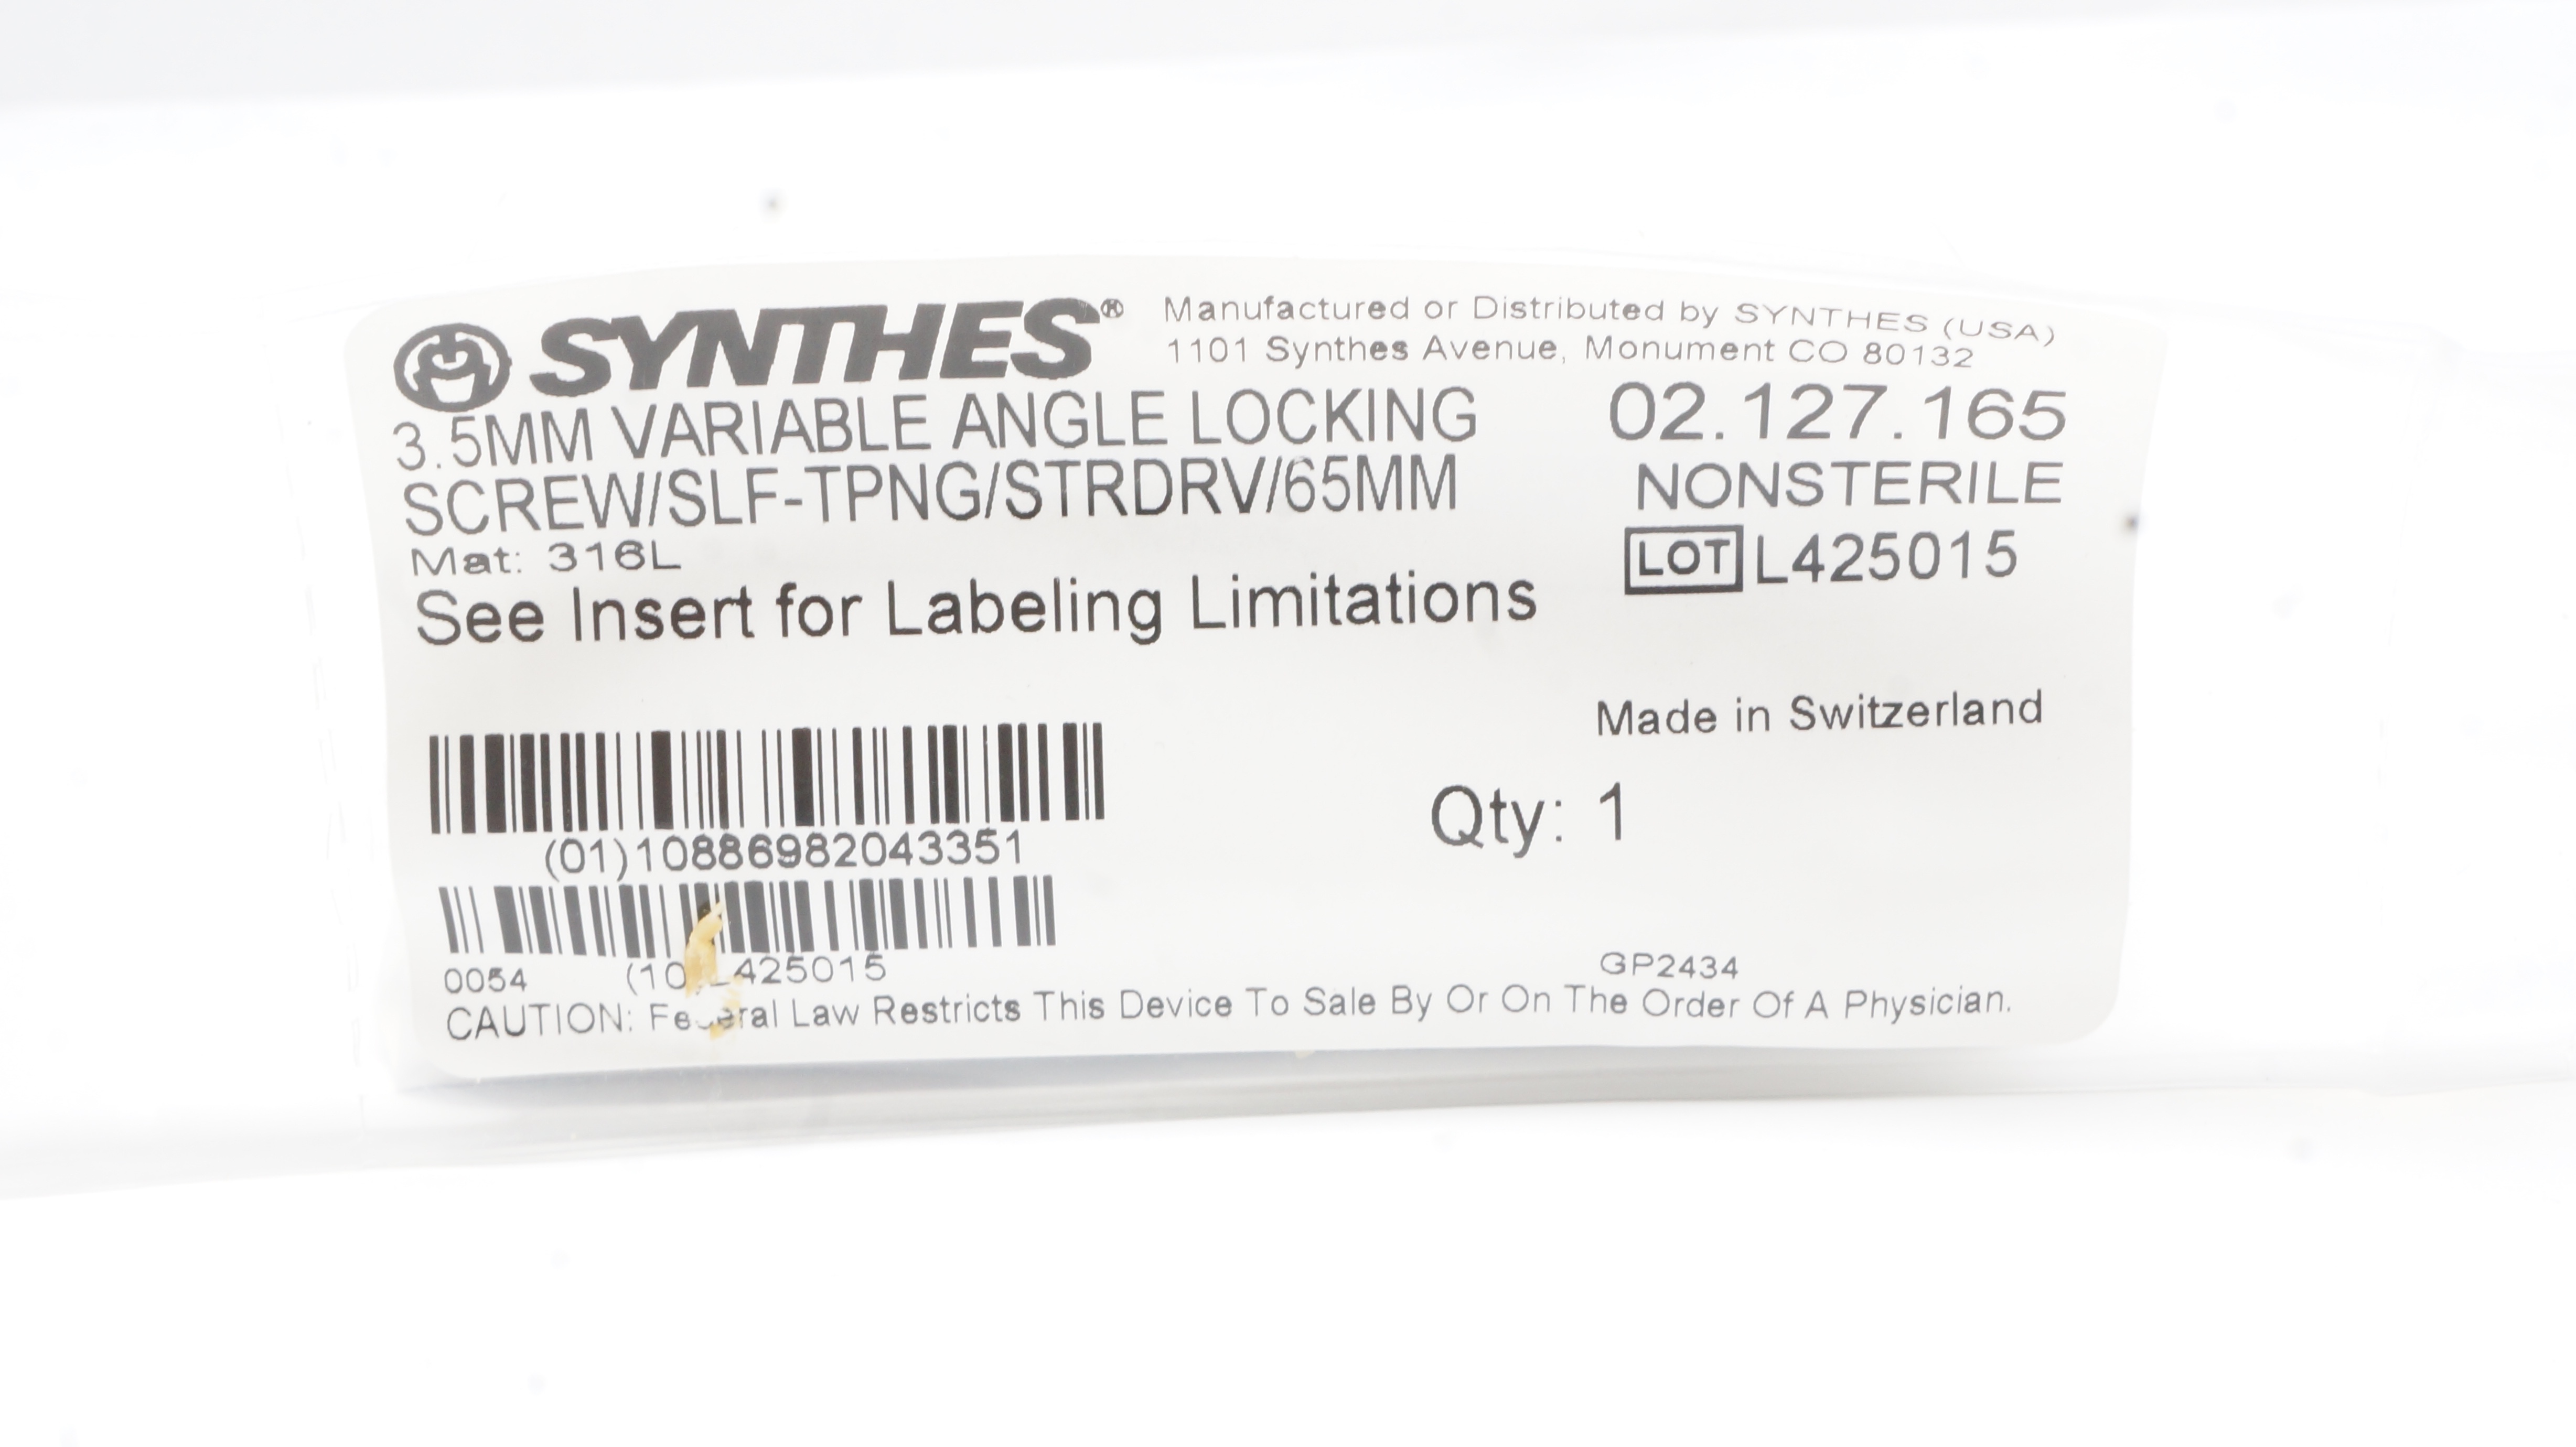 SYNTHES®
Manufactured or Distributed by SYNTHES (USA)
1101 Synthes Avenue, Monument CO 80132
3.5MM VARIABLE ANGLE LOCKING
SCREW/SLF-TPNG/STRDRV/65MM
Mat: 316L
See Insert for Labeling Limitations
02.127.165
NONSTERILE
LOT L425015
Made in Switzerland
Qty: 1
(01)10886982043351
0054 (10)L425015
GP2434
CAUTION: Federal Law Restricts This Device To Sale By Or On The Order Of A Physician.